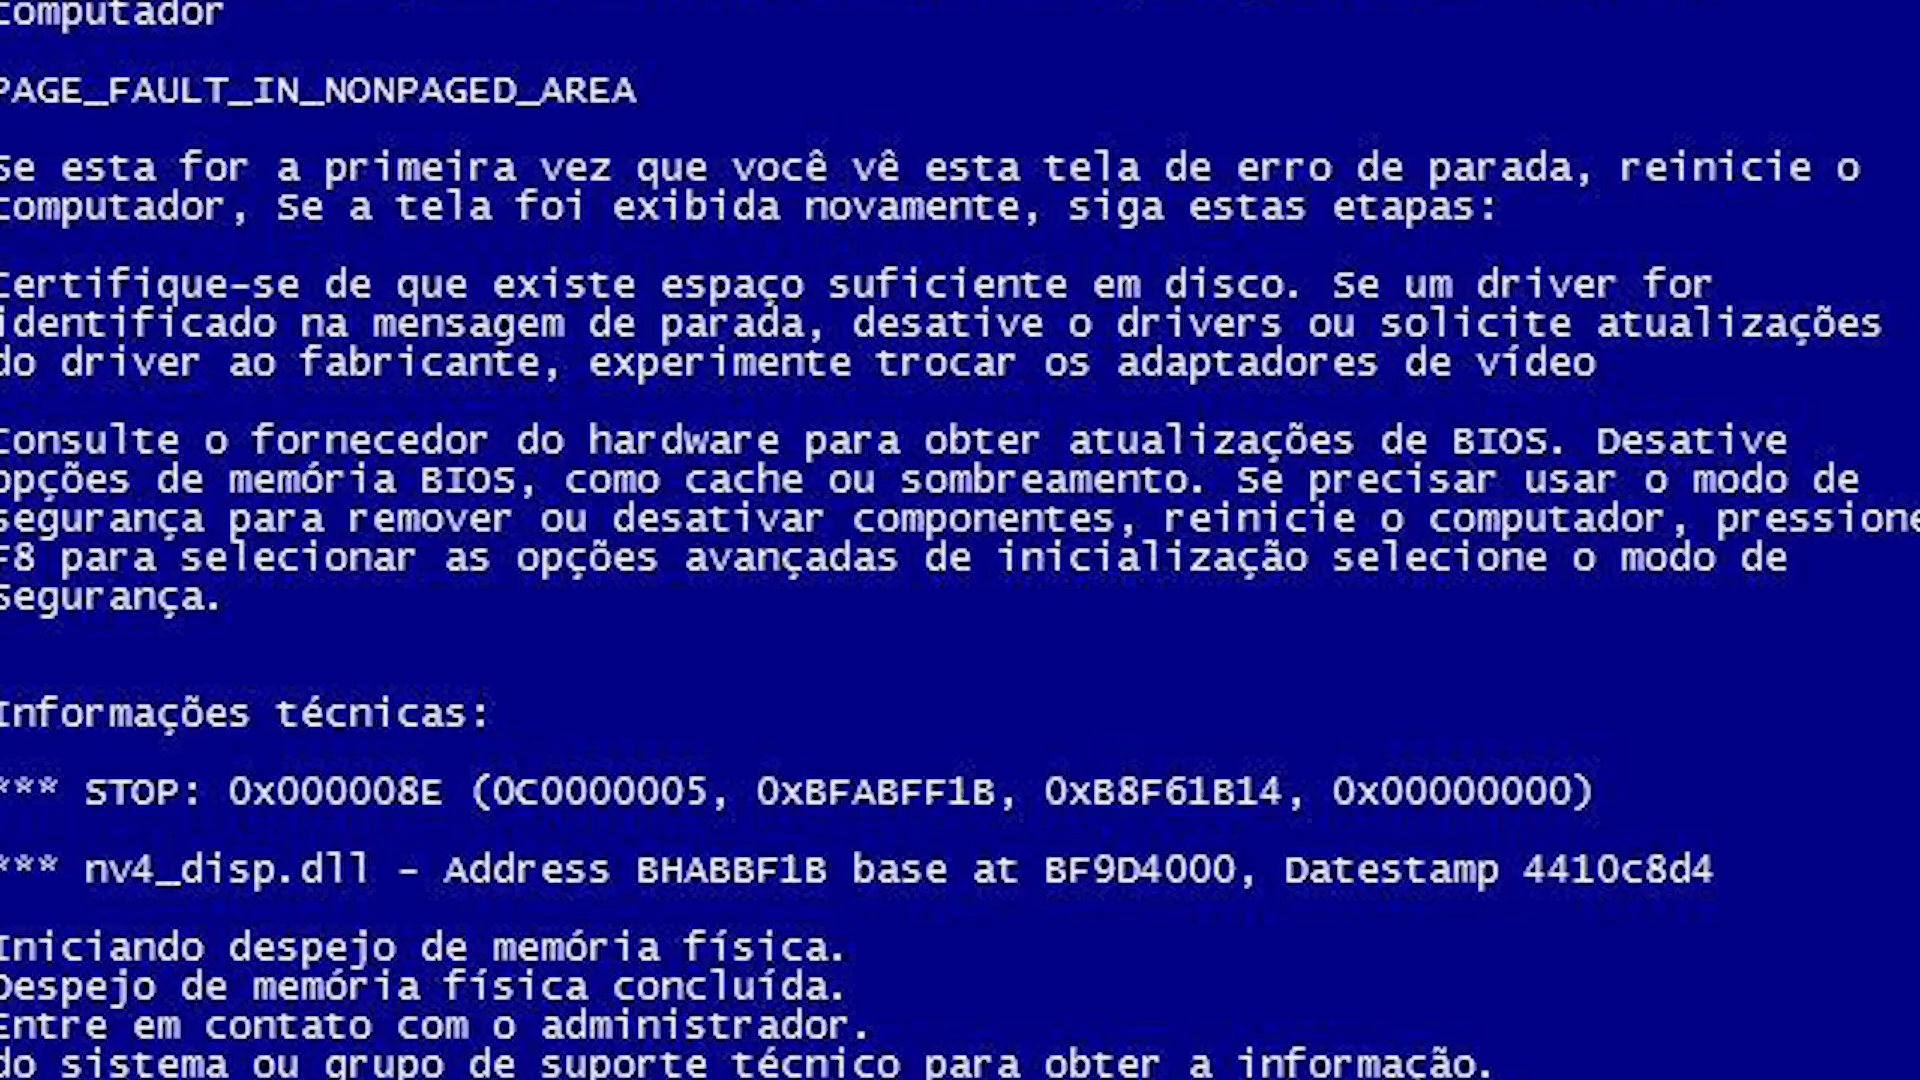 computador
PAGE_FAULT_IN_NONPAGED_AREA
Se esta for a primeira vez que você vê esta tela de erro de parada, reinicie o
computador, Se a tela foi exibida novamente, siga estas etapas:
Certifique-se de que existe espaço suficiente em disco. Se um driver for
identificado na mensagem de parada, desative o drivers ou solicite atualizações
do driver ao fabricante, experimente trocar os adaptadores de vídeo
Consulte o fornecedor do hardware para obter atualizações de BIOS. Desative
opções de memória BIOS, como cache ou sombreamento. Se precisar usar o modo de
segurança para remover ou desativar componentes, reinicie o computador, pressione
F8 para selecionar as opções avançadas de inicialização selecione o modo de
Segurança.
Informações técnicas:
*** STOP: 0x000008E (0C0000005, 0xBFABFF1B, 0xB8F61B14, 0x00000000)
*** nv4_disp.dll - Address BHABBF1B base at BF9D4000, Datestamp 4410c8d4
Iniciando despejo de memória física.
Despejo de memória física concluída.
Entre em contato com o administrador.
do sistema ou grupo de suporte técnico para obter a informação.